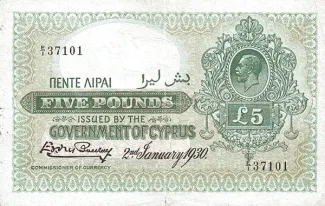 E/1 37101
ΠΕΝΤΕ ΛΙΡΑΙ بش ليرا
FIVE POUNDS
£5
ISSUED BY THE
GOVERNMENT OF CYPRUS
2nd January 1930.
COMMISSIONER OF CURRENCY
E/1 37101